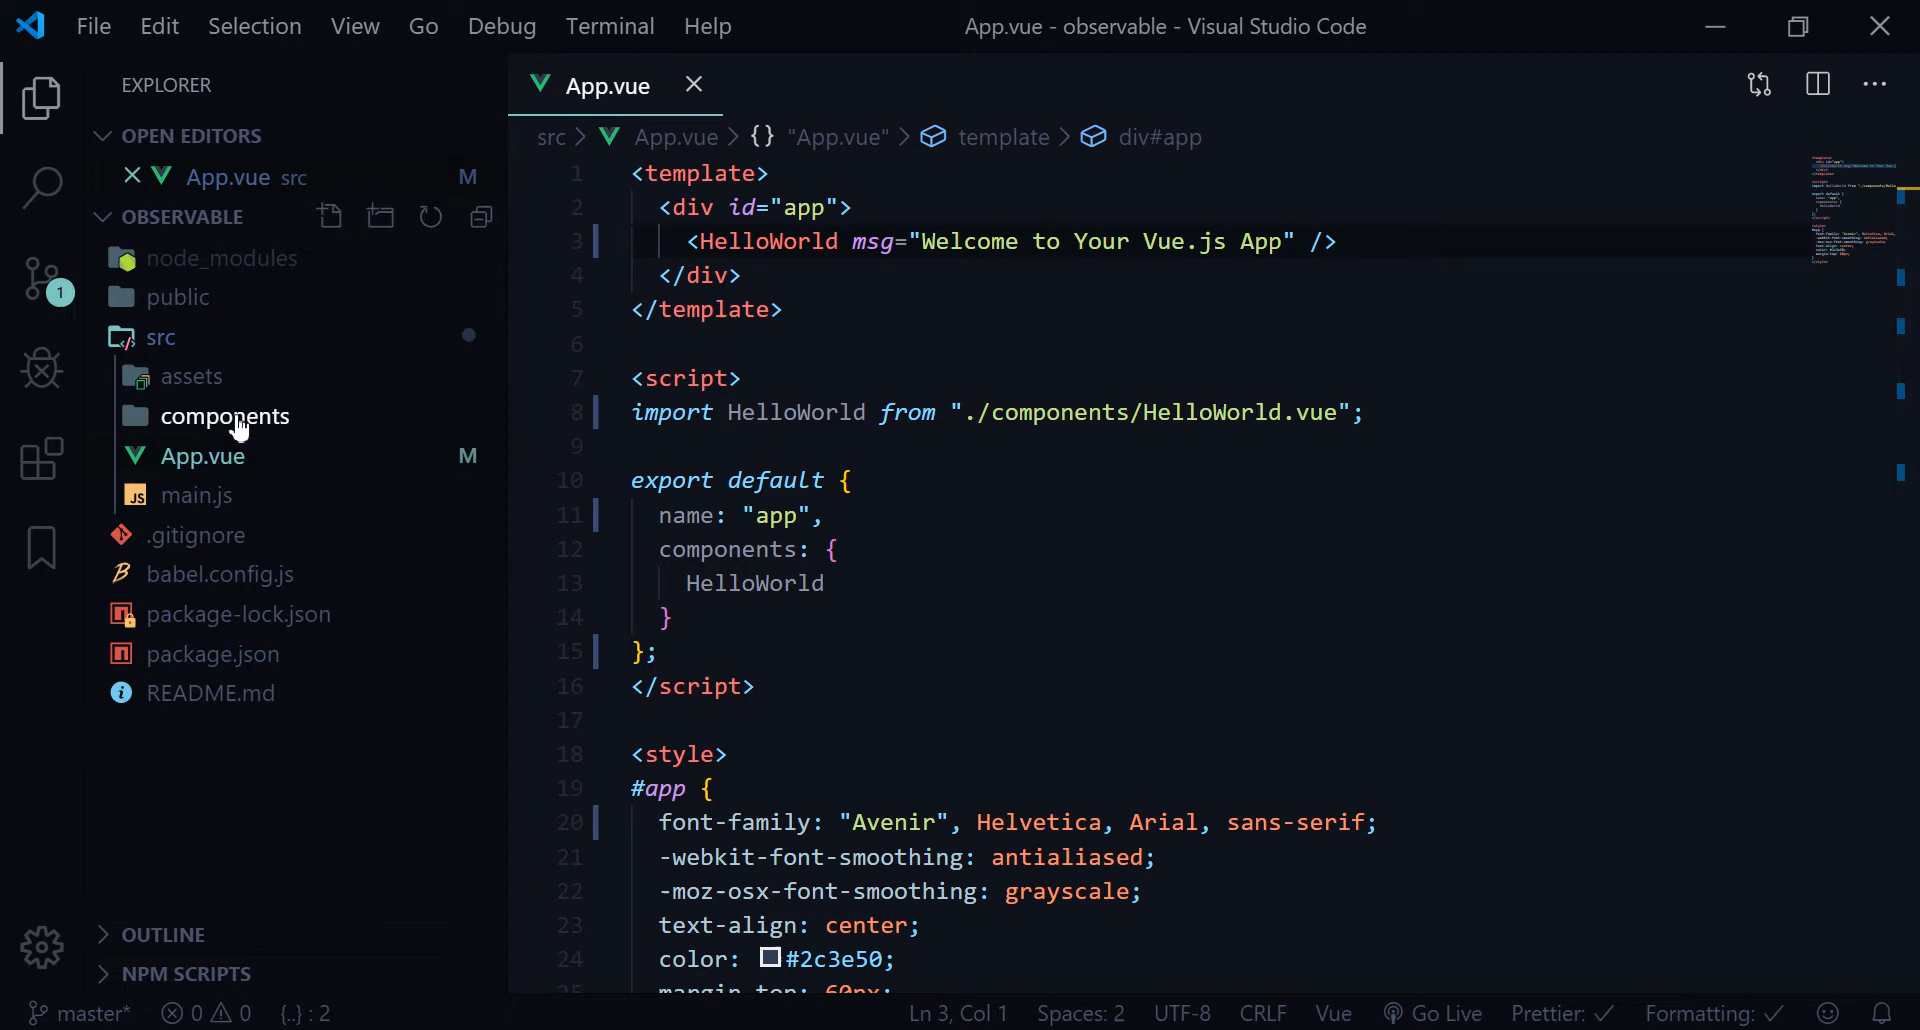 File Edit Selection View Go Debug Terminal Help App.vue - observable - Visual Studio Code
EXPLORER
OPEN EDITORS
App.vue src M
OBSERVABLE
node_modules
public
src
assets
components
App.vue M
main.js
.gitignore
babel.config.js
package-lock.json
package.json
README.md
OUTLINE
NPM SCRIPTS
1
App.vue
src > App.vue > {} "App.vue" > template > div#app
1 <template>
2 <div id="app">
3 <HelloWorld msg="Welcome to Your Vue.js App" />
4 </div>
5 </template>
6
7 <script>
8 import HelloWorld from "./components/HelloWorld.vue";
9
10 export default {
11 name: "app",
12 components: {
13 HelloWorld
14 }
15 };
16 </script>
17
18 <style>
19 #app {
20 font-family: "Avenir", Helvetica, Arial, sans-serif;
21 -webkit-font-smoothing: antialiased;
22 -moz-osx-font-smoothing: grayscale;
23 text-align: center;
24 color: #2c3e50;
25 margin-top: 60px;
master* 0 0 {..} : 2 Ln 3, Col 1 Spaces: 2 UTF-8 CRLF Vue Go Live Prettier: ✓ Formatting: ✓